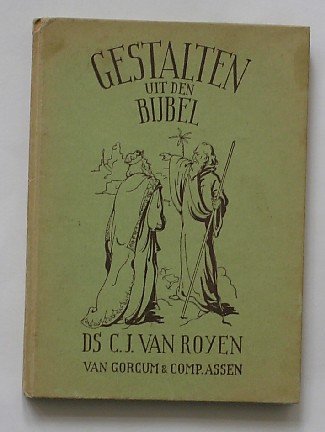 GESTALTEN
UIT DEN
BIJBEL
DS C.J. VAN ROYEN
VAN GORCUM & COMP. ASSEN